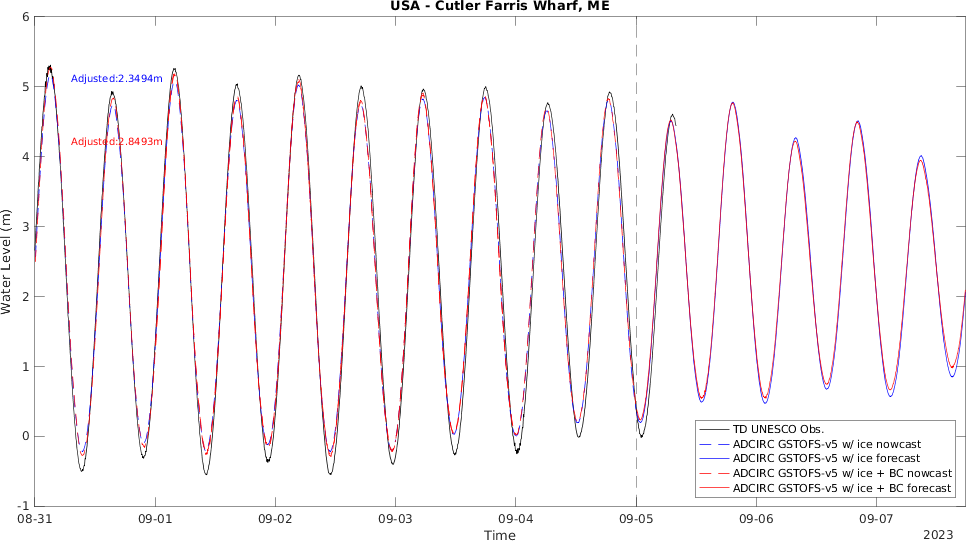 USA - Cutler Farris Wharf, ME
6
5
4
3
2
1
0
-1
Water Level (m)
Adjusted:2.3494m
Adjusted:2.8493m
TD UNESCO Obs.
ADCIRC GSTOFS-v5 w/ ice nowcast
ADCIRC GSTOFS-v5 w/ ice forecast
ADCIRC GSTOFS-v5 w/ ice + BC nowcast
ADCIRC GSTOFS-v5 w/ ice + BC forecast
08-31 09-01 09-02 09-03 09-04 09-05 09-06 09-07
Time
2023